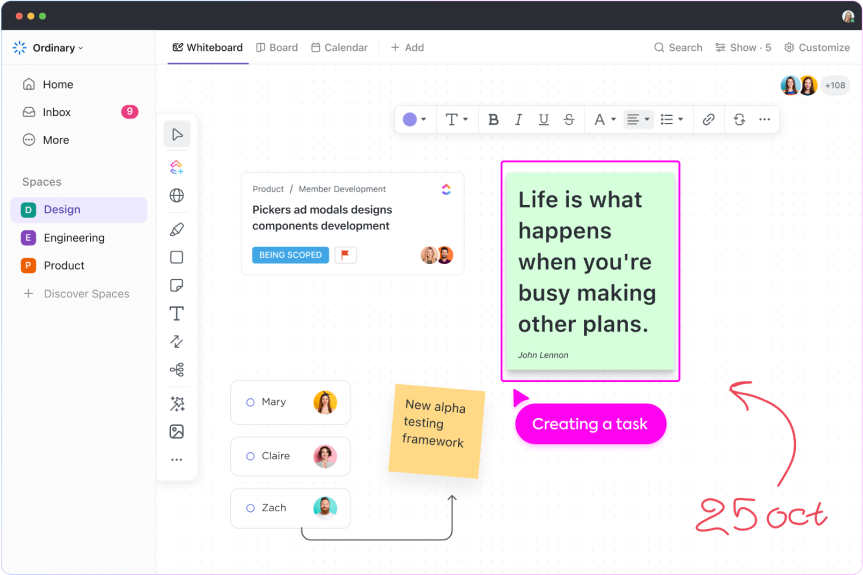 Ordinary
Whiteboard
Board
Calendar
+ Add
Search
Show · 5
Customize
Home
Inbox
9
More
Spaces
D Design
E Engineering
P Product
+ Discover Spaces
+108
T
B I U S A
Product / Member Development
Pickers ad modals designs
components development
BEING SCOPED
Life is what
happens
when you're
busy making
other plans.
John Lennon
Creating a task
Mary
Claire
Zach
New alpha
testing
framework
25 oct